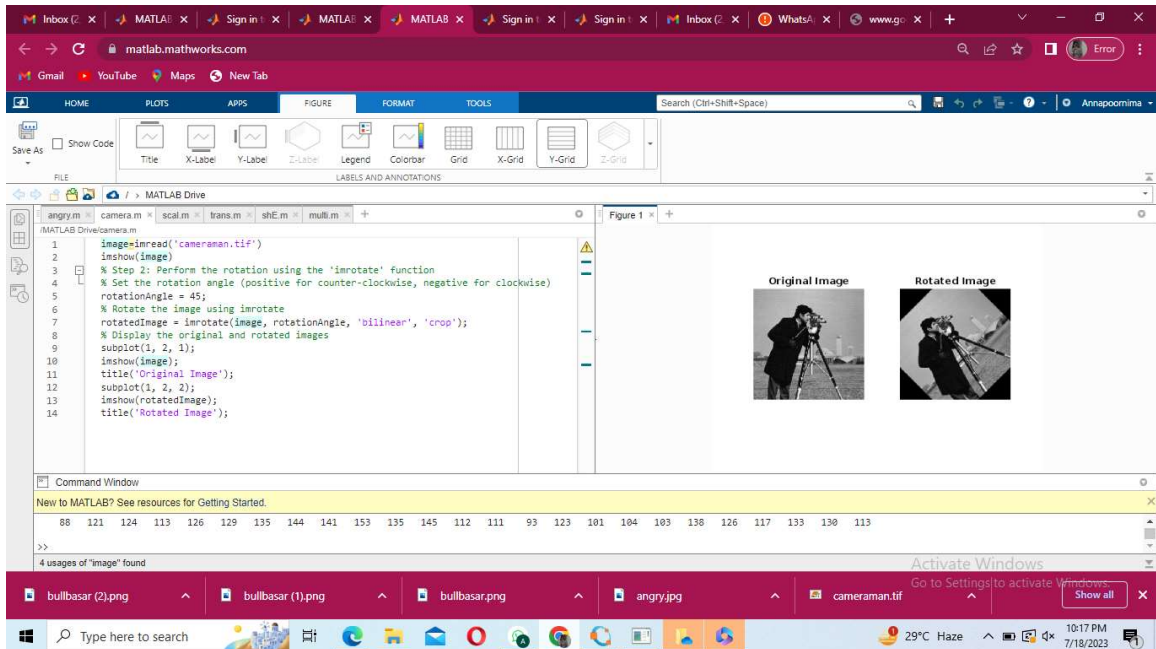 Inbox (2
MATLAB
Sign in t
MATLAB
MATLAB
Sign in t
Sign in t
Inbox (2
WhatsA
www.go
matlab.mathworks.com
Error
Gmail
YouTube
Maps
New Tab
HOME
PLOTS
APPS
FIGURE
FORMAT
TOOLS
Search (Ctrl+Shift+Space)
Annapoornima
Save As
Show Code
Title
X-Label
Y-Label
Z-Label
Legend
Colorbar
Grid
X-Grid
Y-Grid
Z-Grid
FILE
LABELS AND ANNOTATIONS
/ > MATLAB Drive
angry.m
camera.m
scal.m
trans.m
shE.m
multi.m
Figure 1
/MATLAB Drive/camera.m
1 image=imread('cameraman.tif')
2 imshow(image)
3 % Step 2: Perform the rotation using the 'imrotate' function
4 % Set the rotation angle (positive for counter-clockwise, negative for clockwise)
5 rotationAngle = 45;
6 % Rotate the image using imrotate
7 rotatedImage = imrotate(image, rotationAngle, 'bilinear', 'crop');
8 % Display the original and rotated images
9 subplot(1, 2, 1);
10 imshow(image);
11 title('Original Image');
12 subplot(1, 2, 2);
13 imshow(rotatedImage);
14 title('Rotated Image');
Original Image
Rotated Image
Command Window
New to MATLAB? See resources for Getting Started.
88 121 124 113 126 129 135 144 141 153 135 145 112 111 93 123 101 104 103 138 126 117 133 130 113
>>
4 usages of "image" found
Activate Windows
Go to Settings to activate Windows.
bullbasar (2).png
bullbasar (1).png
bullbasar.png
angry.jpg
cameraman.tif
Show all
Type here to search
29°C Haze
10:17 PM
7/18/2023